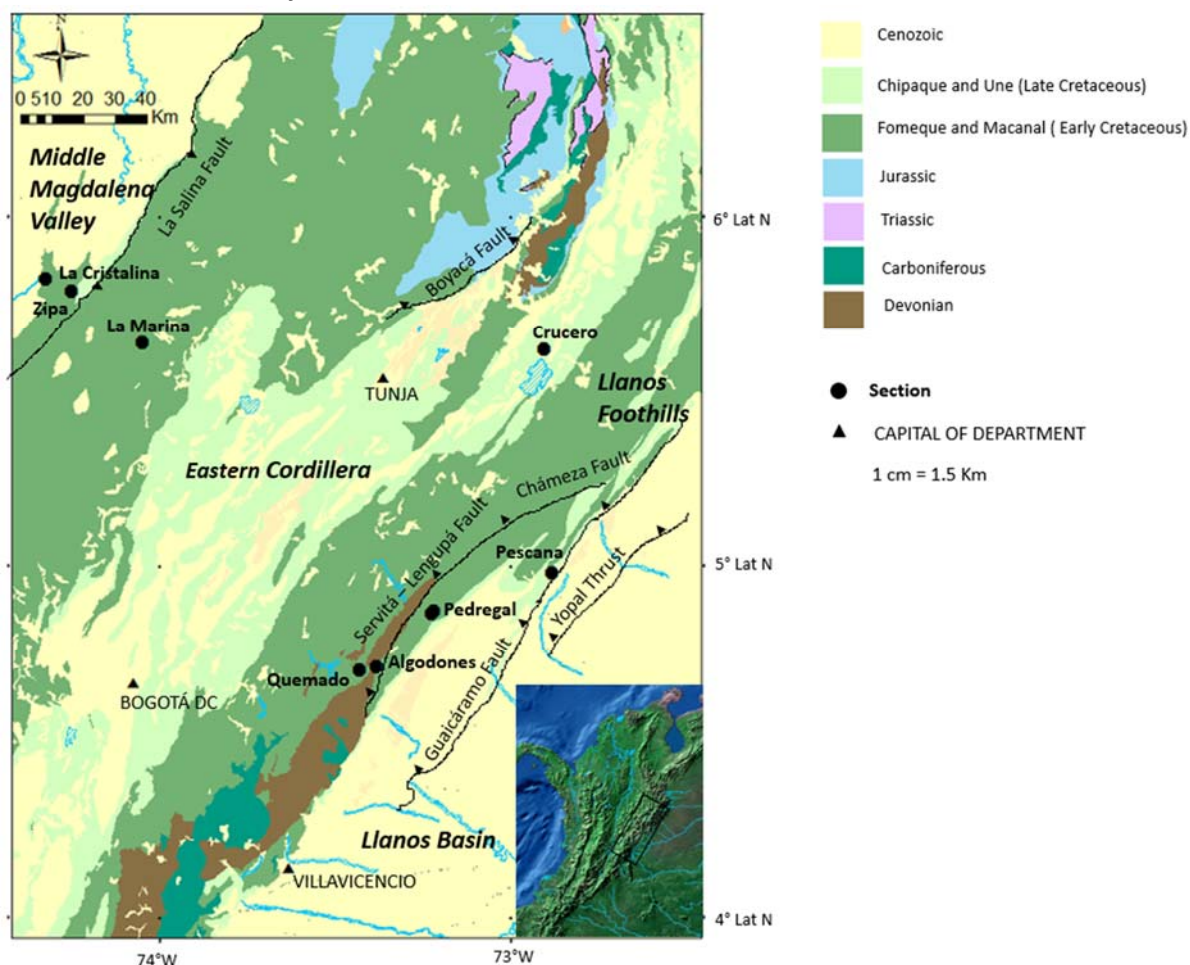 N
0 5 10 20 30 40
Km
Middle
Magdalena
Valley
La Salina Fault
La Cristalina
Zipa
La Marina
Boyacá Fault
Crucero
TUNJA
Llanos
Foothills
Eastern Cordillera
Chámeza Fault
Servitá - Lengupá Fault
Pescana
Yopal Thrust
Pedregal
Algodones
Quemado
BOGOTÁ DC
Guaicáramo Fault
Llanos Basin
VILLAVICENCIO
6° Lat N
5° Lat N
4° Lat N
74°W
73°W
Cenozoic
Chipaque and Une (Late Cretaceous)
Fomeque and Macanal ( Early Cretaceous)
Jurassic
Triassic
Carboniferous
Devonian
Section
CAPITAL OF DEPARTMENT
1 cm = 1.5 Km